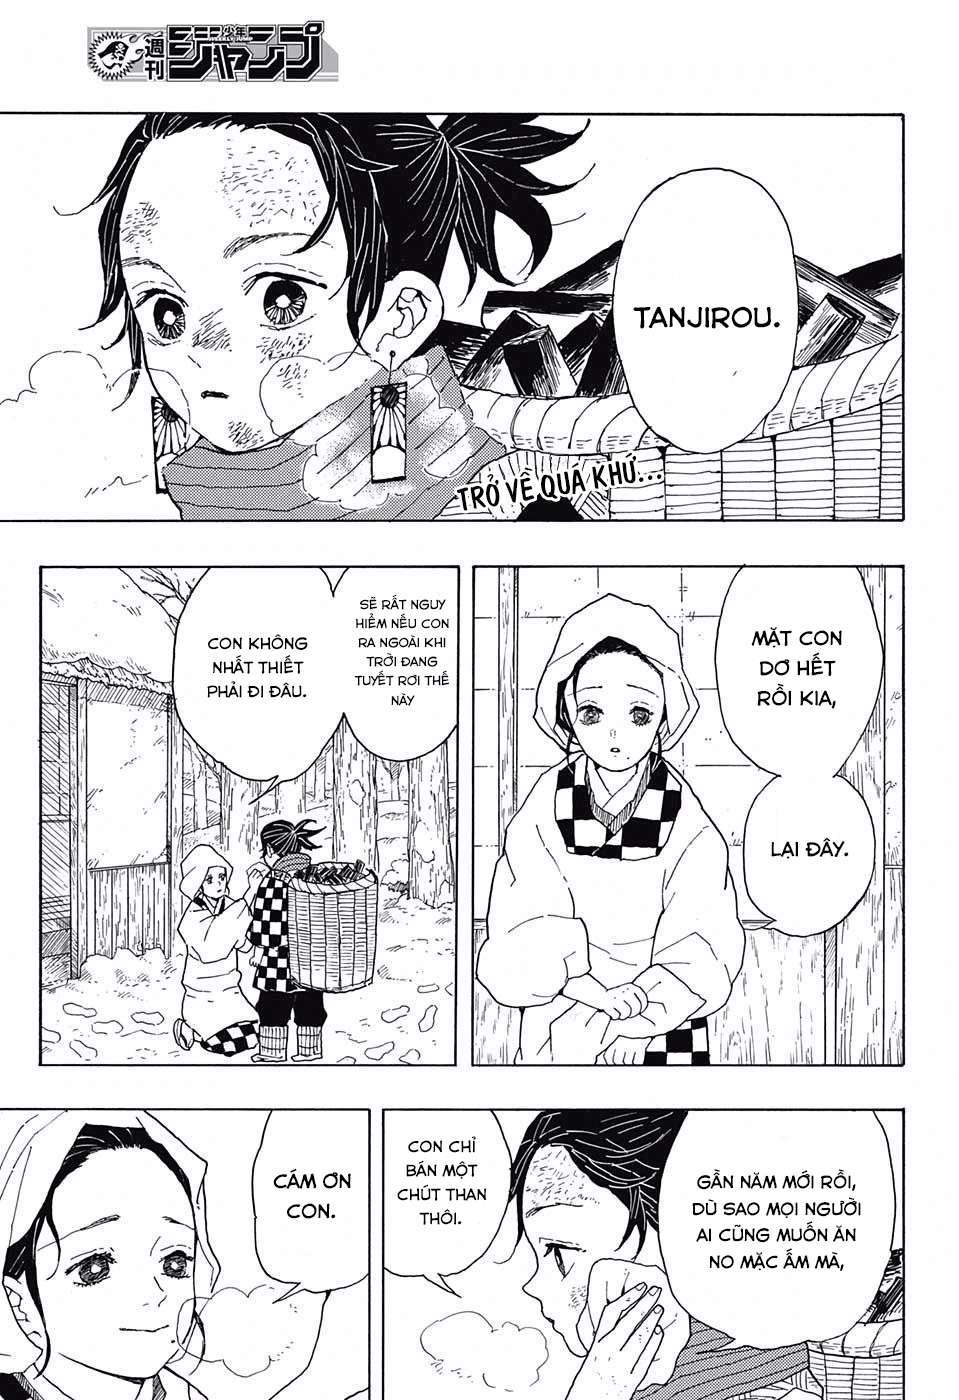 週刊
少年
WEEKLY JUMP
ジャンプ
TANJIROU.
TRỞ VỀ QUÁ KHỨ...
MẶT CON
DƠ HẾT
RỒI KIA,
LẠI ĐÂY.
SẼ RẤT NGUY
HIỂM NẾU CON
RA NGOÀI KHI
TRỜI ĐANG
TUYẾT RƠI THẾ
NÀY
CON KHÔNG
NHẤT THIẾT
PHẢI ĐI ĐÂU.
GẦN NĂM MỚI RỒI,
DÙ SAO MỌI NGƯỜI
AI CŨNG MUỐN ĂN
NO MẶC ẤM MÀ,
CON CHỈ
BÁN MỘT
CHÚT THAN
THÔI.
CÁM ƠN
CON.